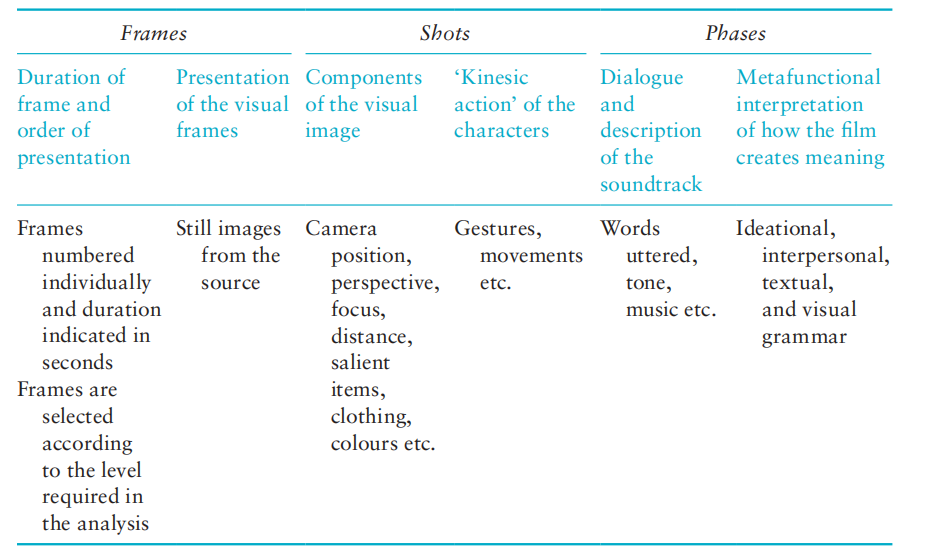 Frames
Shots
Phases
Duration of
frame and
order of
presentation
Presentation
of the visual
frames
Components
of the visual
image
‘Kinesic
action’ of the
characters
Dialogue
and
description
of the
soundtrack
Metafunctional
interpretation
of how the film
creates meaning
Frames
numbered
individually
and duration
indicated in
seconds
Frames are
selected
according
to the level
required in
the analysis
Still images
from the
source
Camera
position,
perspective,
focus,
distance,
salient
items,
clothing,
colours etc.
Gestures,
movements
etc.
Words
uttered,
tone,
music etc.
Ideational,
interpersonal,
textual,
and visual
grammar